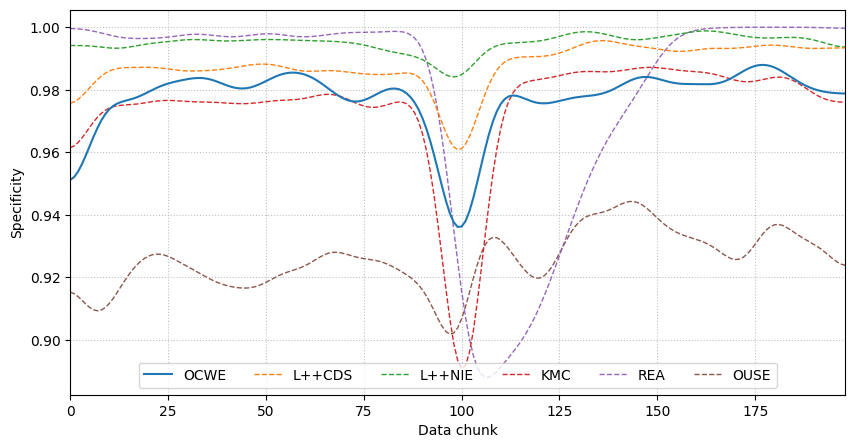 1.00
0.98
0.96
0.94
0.92
0.90
Specificity
OCWE L++CDS L++NIE KMC REA OUSE
0 25 50 75 100 125 150 175
Data chunk